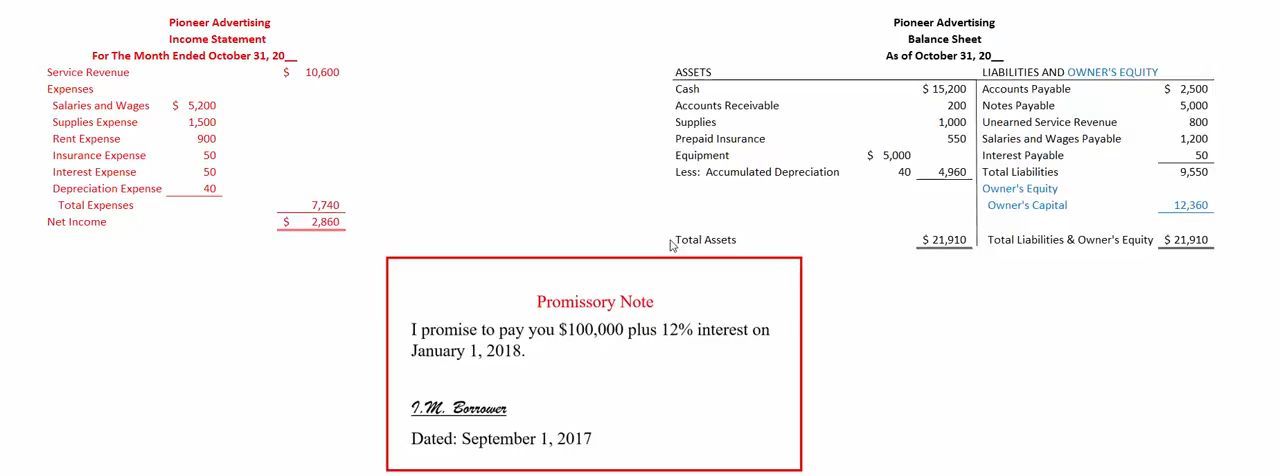 Pioneer Advertising
Income Statement
For The Month Ended October 31, 20__
Service Revenue $ 10,600
Expenses
Salaries and Wages $ 5,200
Supplies Expense 1,500
Rent Expense 900
Insurance Expense 50
Interest Expense 50
Depreciation Expense 40
Total Expenses 7,740
Net Income $ 2,860
Pioneer Advertising
Balance Sheet
As of October 31, 20__
ASSETS LIABILITIES AND OWNER'S EQUITY
Cash $ 15,200 Accounts Payable $ 2,500
Accounts Receivable 200 Notes Payable 5,000
Supplies 1,000 Unearned Service Revenue 800
Prepaid Insurance 550 Salaries and Wages Payable 1,200
Equipment $ 5,000 Interest Payable 50
Less: Accumulated Depreciation 40 4,960 Total Liabilities 9,550
Owner's Equity
Owner's Capital 12,360
Total Assets $ 21,910 Total Liabilities & Owner's Equity $ 21,910
Promissory Note
I promise to pay you $100,000 plus 12% interest on
January 1, 2018.
I.M. Borrower
Dated: September 1, 2017